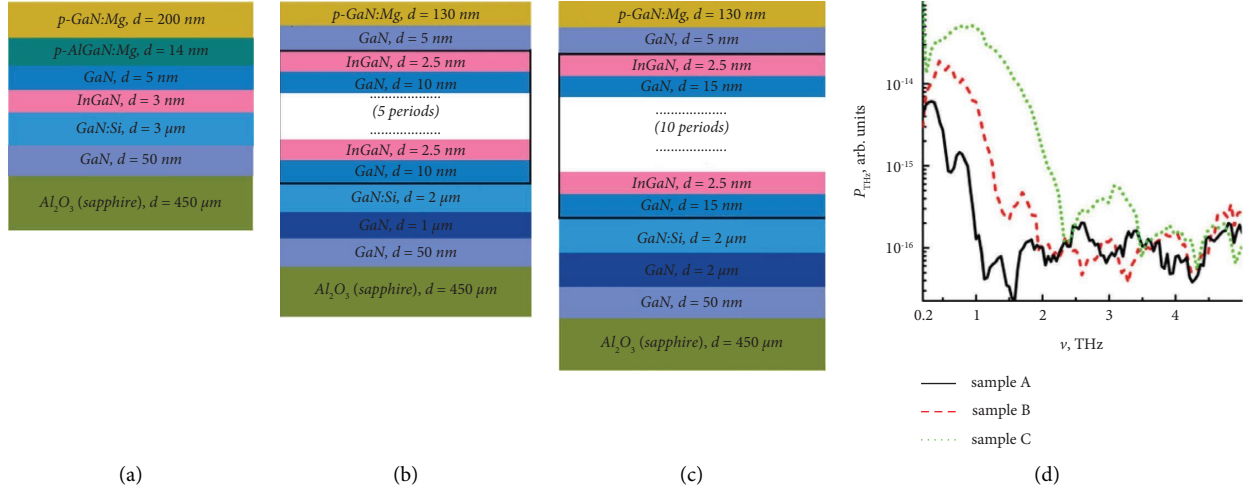 p-GaN:Mg, d = 200 nm
p-AlGaN:Mg, d = 14 nm
GaN, d = 5 nm
InGaN, d = 3 nm
GaN:Si, d = 3 μm
GaN, d = 50 nm
Al₂O₃ (sapphire), d = 450 μm
(a)
p-GaN:Mg, d = 130 nm
GaN, d = 5 nm
InGaN, d = 2.5 nm
GaN, d = 10 nm
....................
(5 periods)
....................
InGaN, d = 2.5 nm
GaN, d = 10 nm
GaN:Si, d = 2 μm
GaN, d = 1 μm
GaN, d = 50 nm
Al₂O₃ (sapphire), d = 450 μm
(b)
p-GaN:Mg, d = 130 nm
GaN, d = 5 nm
InGaN, d = 2.5 nm
GaN, d = 15 nm
....................
(10 periods)
....................
InGaN, d = 2.5 nm
GaN, d = 15 nm
GaN:Si, d = 2 μm
GaN, d = 2 μm
GaN, d = 50 nm
Al₂O₃ (sapphire), d = 450 μm
(c)
P_THz, arb. units
10⁻¹⁴
10⁻¹⁵
10⁻¹⁶
0.2 1 2 3 4
ν, THz
sample A
sample B
sample C
(d)